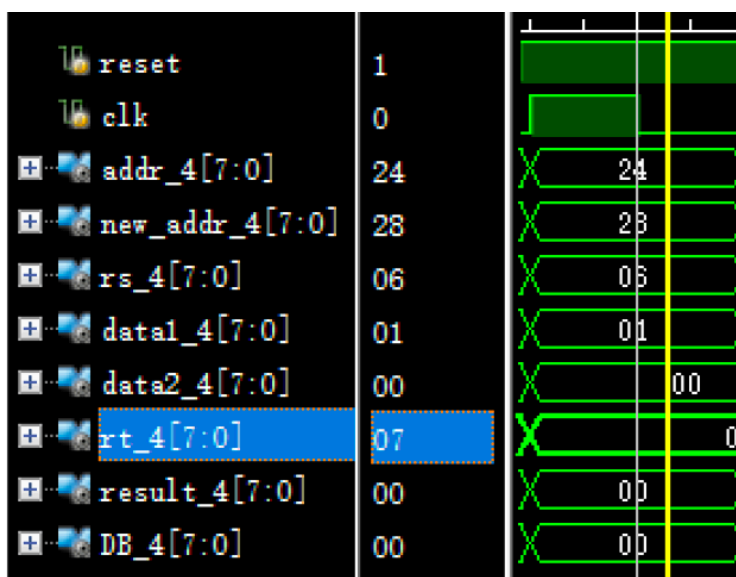 reset 1
clk 0
addr_4[7:0] 24 24
new_addr_4[7:0] 28 28
rs_4[7:0] 06 06
data1_4[7:0] 01 01
data2_4[7:0] 00 00
rt_4[7:0] 07 0
result_4[7:0] 00 00
DB_4[7:0] 00 00